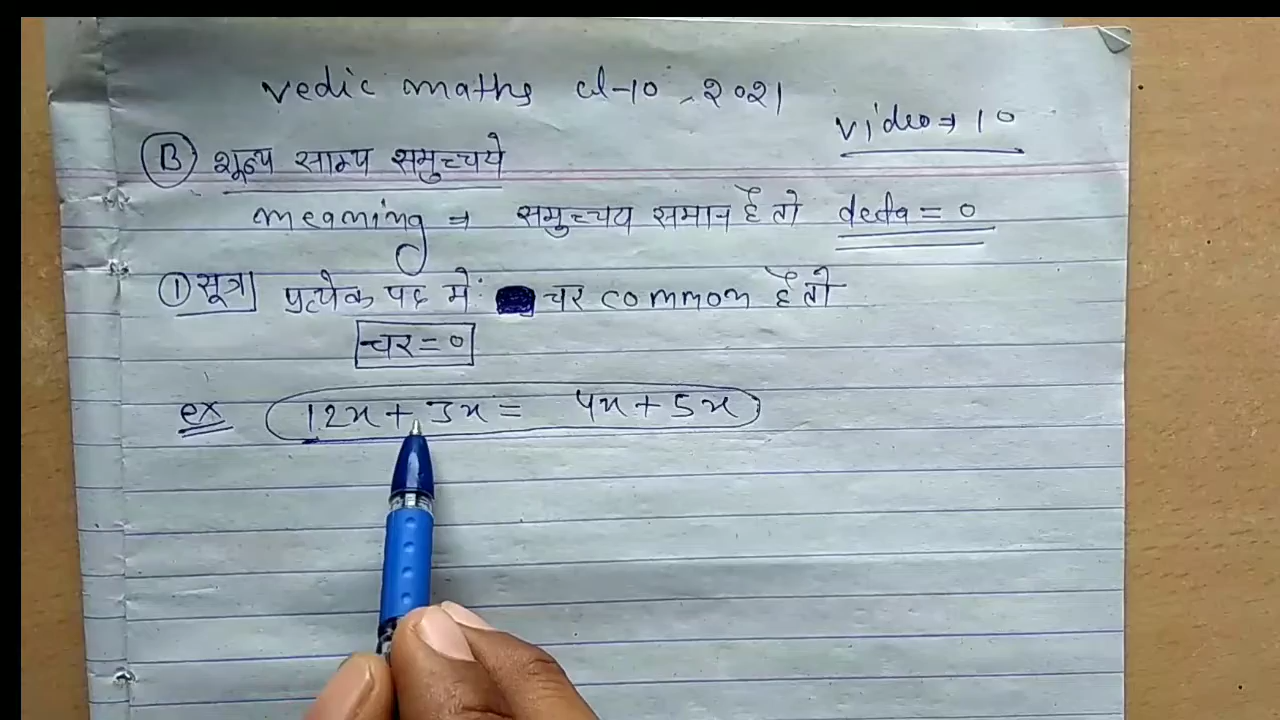 vedic maths cl-10, 2021
video ⇒ 10
(B) शून्य साम्य समुच्चये
meaning ⇒ समुच्चय समान है तो = 0
① सूत्र प्रत्येक पद में चर common है तो
चर = 0
ex 12x + 3x = 4x + 5x